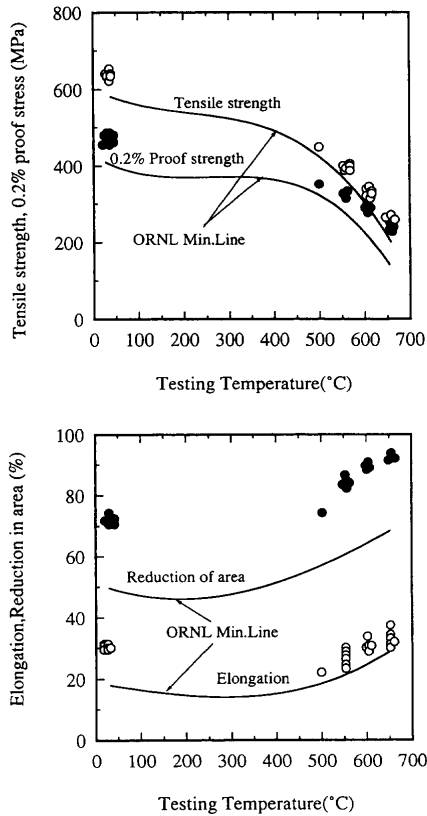 Tensile strength, 0.2% proof stress (MPa)
800
600
400
200
0
Tensile strength
0.2% Proof strength
ORNL Min.Line
0 100 200 300 400 500 600 700
Testing Temperature(°C)
Elongation,Reduction in area (%)
100
80
60
40
20
0
Reduction of area
ORNL Min.Line
Elongation
0 100 200 300 400 500 600 700
Testing Temperature(°C)